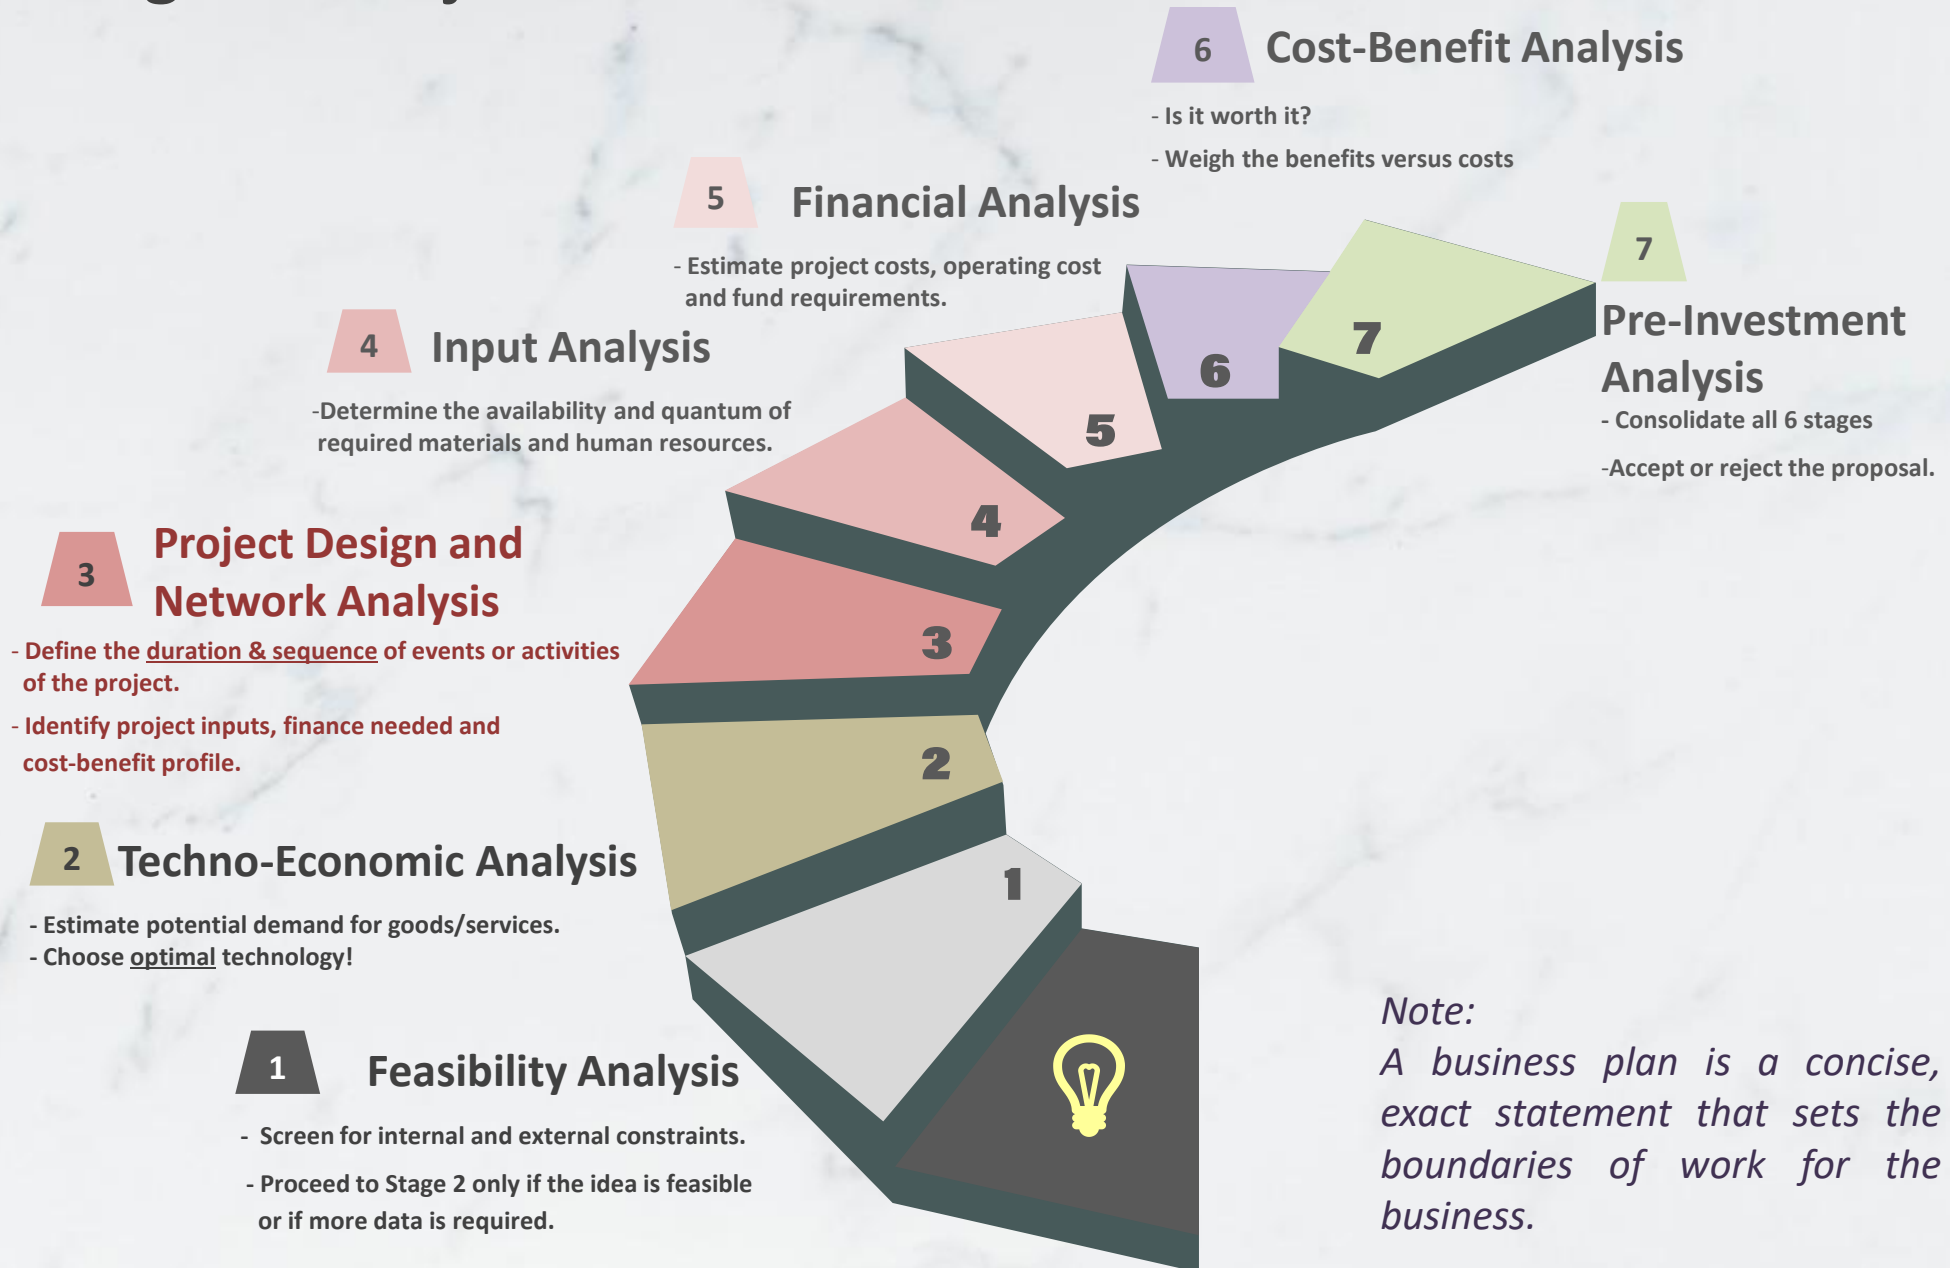 6
Cost-Benefit Analysis
- Is it worth it?
- Weigh the benefits versus costs
5
Financial Analysis
- Estimate project costs, operating cost
and fund requirements.
7
Pre-Investment
Analysis
- Consolidate all 6 stages
-Accept or reject the proposal.
4
Input Analysis
-Determine the availability and quantum of
required materials and human resources.
3
Project Design and
Network Analysis
- Define the duration & sequence of events or activities
of the project.
- Identify project inputs, finance needed and
cost-benefit profile.
2
Techno-Economic Analysis
- Estimate potential demand for goods/services.
- Choose optimal technology!
1
Feasibility Analysis
- Screen for internal and external constraints.
- Proceed to Stage 2 only if the idea is feasible
or if more data is required.
7
6
5
4
3
2
1
Note:
A business plan is a concise,
exact statement that sets the
boundaries of work for the
business.